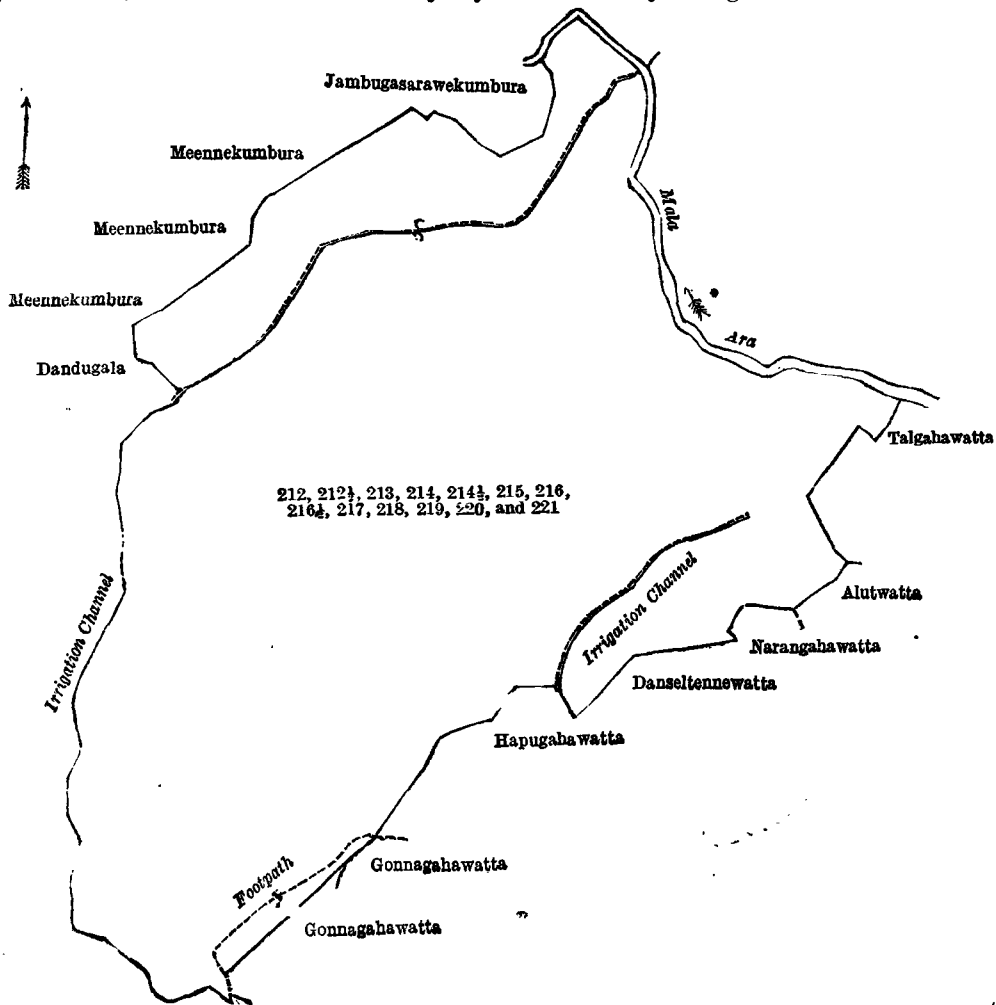 Jambugasarawekumbura
Meennekumbura
Meennekumbura
Mala
Meennekumbura
Ara
Dandugala
Talgahawatta
212, 212½, 213, 214, 214½, 215, 216,
216½, 217, 218, 219, 220, and 221
Irrigation Channel
Irrigation Channel
Alutwatta
Narangahawatta
Danseltennewatta
Hapugahawatta
Footpath
Gonnagahawatta
Gonnagahawatta